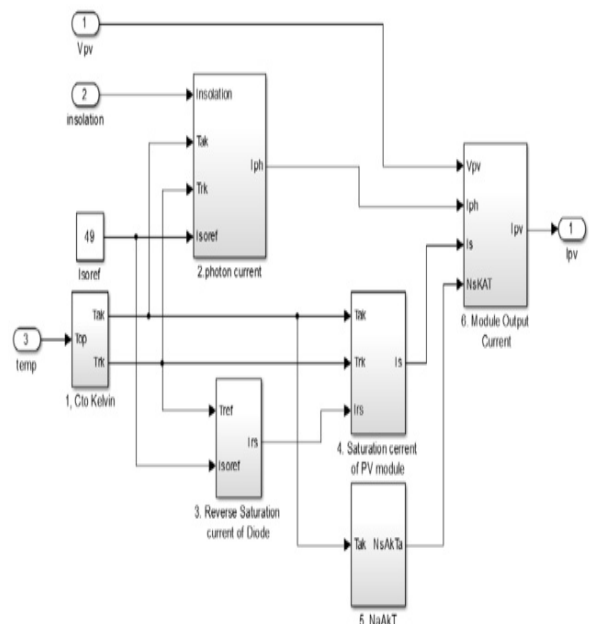 1
Vpv
2
insolation
Insolation
Tak
Trk
Isoref
Iph
2.photon current
49
Isoref
3
temp
Top
Tak
Trk
1, Cto Kelvin
Tref
Isoref
Irs
3. Reverse Saturation
current of Diode
Tak
Trk
Irs
Is
4. Saturation cerrent
of PV module
Tak
NsAkTa
5. NaAkT
Vpv
Iph
Is
NsKAT
Ipv
6. Module Output
Current
1
Ipv